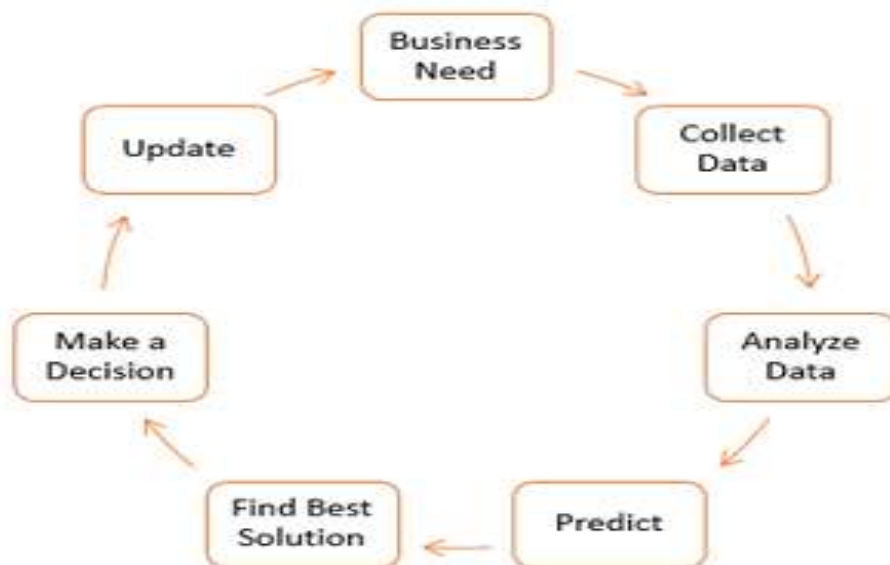 Business
Need
Collect
Data
Analyze
Data
Predict
Find Best
Solution
Make a
Decision
Update